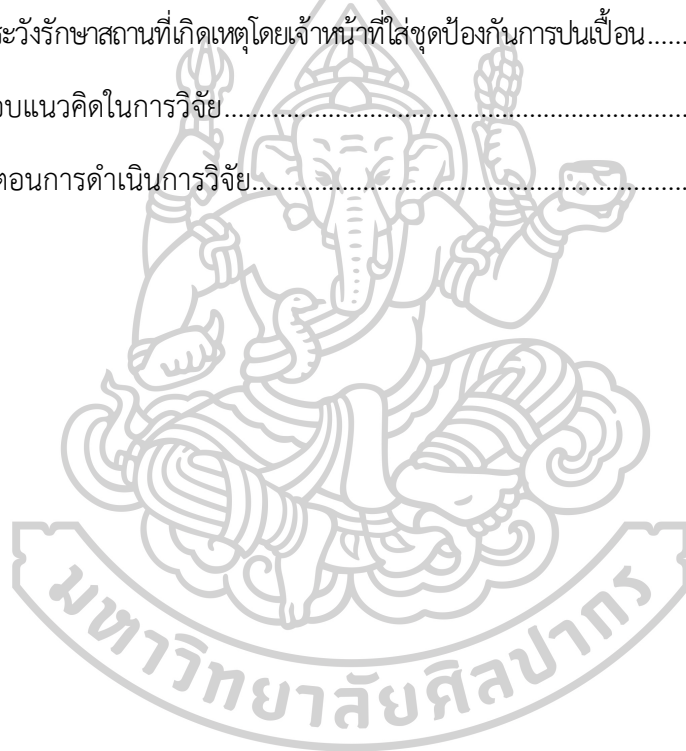 ระวังรักษาสถานที่เกิดเหตุโดยเจ้าหน้าที่ใส่ชุดป้องกันการปนเปื้อน......
อบแนวคิดในการวิจัย............................................................
ตอนการดำเนินการวิจัย.........................................................
มหาวิทยาลัยศิลปากร